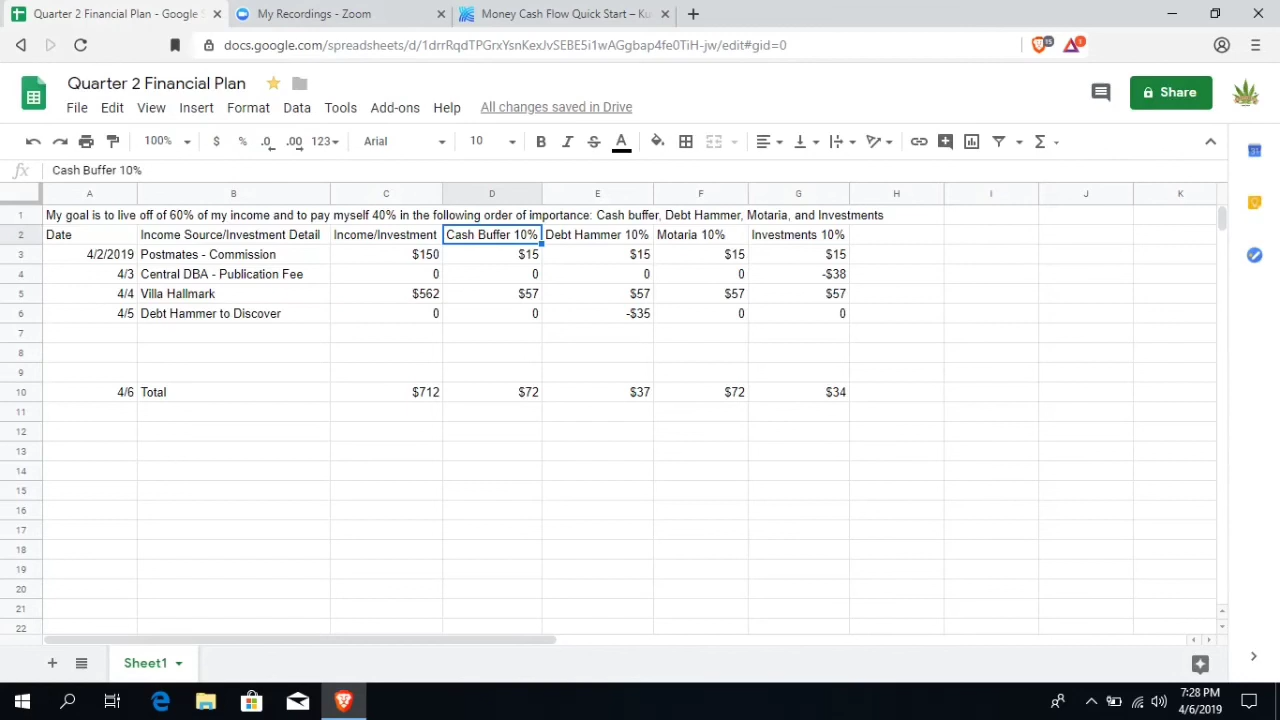 Quarter 2 Financial Plan - Google S
My Recordings - Zoom
Money Cash Flow Quick Start – Ku
docs.google.com/spreadsheets/d/1drrRqdTPGrxYsnKexJvSEBE5i1wAGgbap4fe0TiH-jw/edit#gid=0
Quarter 2 Financial Plan
Share
File Edit View Insert Format Data Tools Add-ons Help All changes saved in Drive
100% $ % .0 .00 123 Arial 10 B I S A
fx Cash Buffer 10%
A B C D E F G H I J K
1 My goal is to live off of 60% of my income and to pay myself 40% in the following order of importance: Cash buffer, Debt Hammer, Motaria, and Investments
2 Date Income Source/Investment Detail Income/Investment Cash Buffer 10% Debt Hammer 10% Motaria 10% Investments 10%
3 4/2/2019 Postmates - Commission $150 $15 $15 $15 $15
4 4/3 Central DBA - Publication Fee 0 0 0 0 -$38
5 4/4 Villa Hallmark $562 $57 $57 $57 $57
6 4/5 Debt Hammer to Discover 0 0 -$35 0 0
7
8
9
10 4/6 Total $712 $72 $37 $72 $34
11
12
13
14
15
16
17
18
19
20
21
22
Sheet1
7:28 PM
4/6/2019